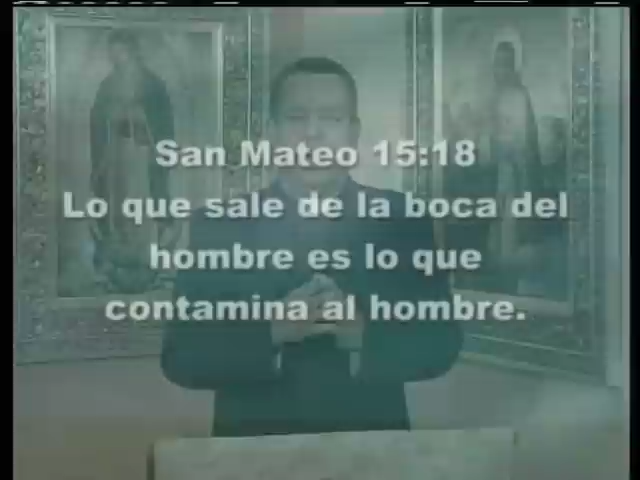 San Mateo 15:18
Lo que sale de la boca del
hombre es lo que
contamina al hombre.